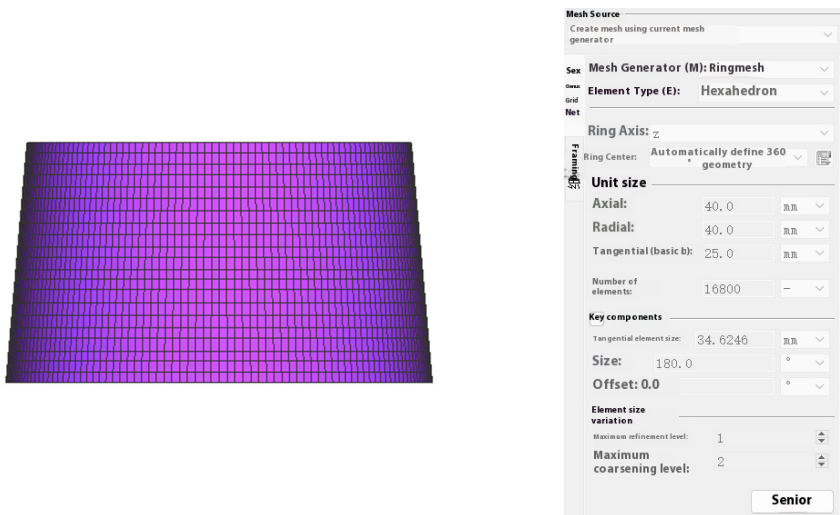 Mesh Source
Create mesh using current mesh
generator
Sex
Mesh Generator (M): Ringmesh
Element Type (E): Hexahedron
Grid
Net
Ring Axis: z
Framing
Ring Center: Automatically define 360
° geometry
Unit size
Axial: 40.0 mm
Radial: 40.0 mm
Tangential (basic b): 25.0 mm
Number of
elements: 16800 –
Key components
Tangential element size: 34.6246 mm
Size: 180.0 °
Offset: 0.0 °
Element size
variation
Maximum refinement level: 1
Maximum
coarsening level: 2
Senior